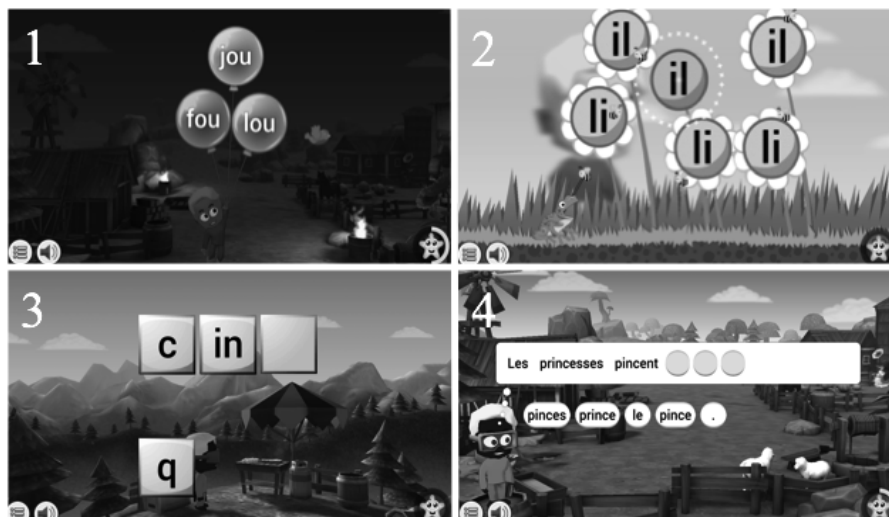 1
jou
fou lou
2
il il il
li li li
3
c in
q
4
Les princesses pincent
pinces prince le pince .